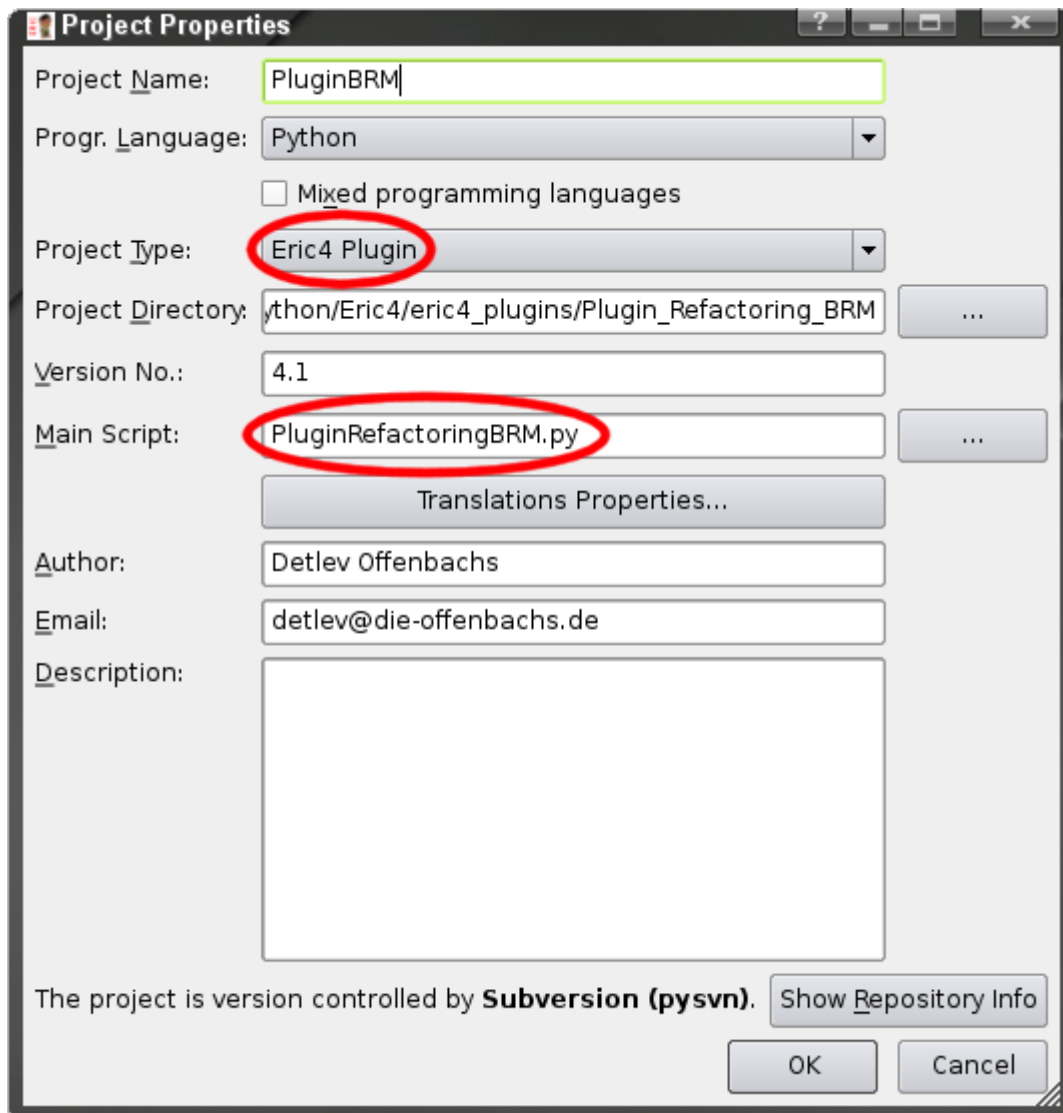 Project Properties
Project Name: PluginBRM
Progr. Language: Python
Mixed programming languages
Project Type: Eric4 Plugin
Project Directory: ython/Eric4/eric4_plugins/Plugin_Refactoring_BRM ...
Version No.: 4.1
Main Script: PluginRefactoringBRM.py ...
Translations Properties...
Author: Detlev Offenbachs
Email: detlev@die-offenbachs.de
Description:
The project is version controlled by Subversion (pysvn). Show Repository Info
OK Cancel